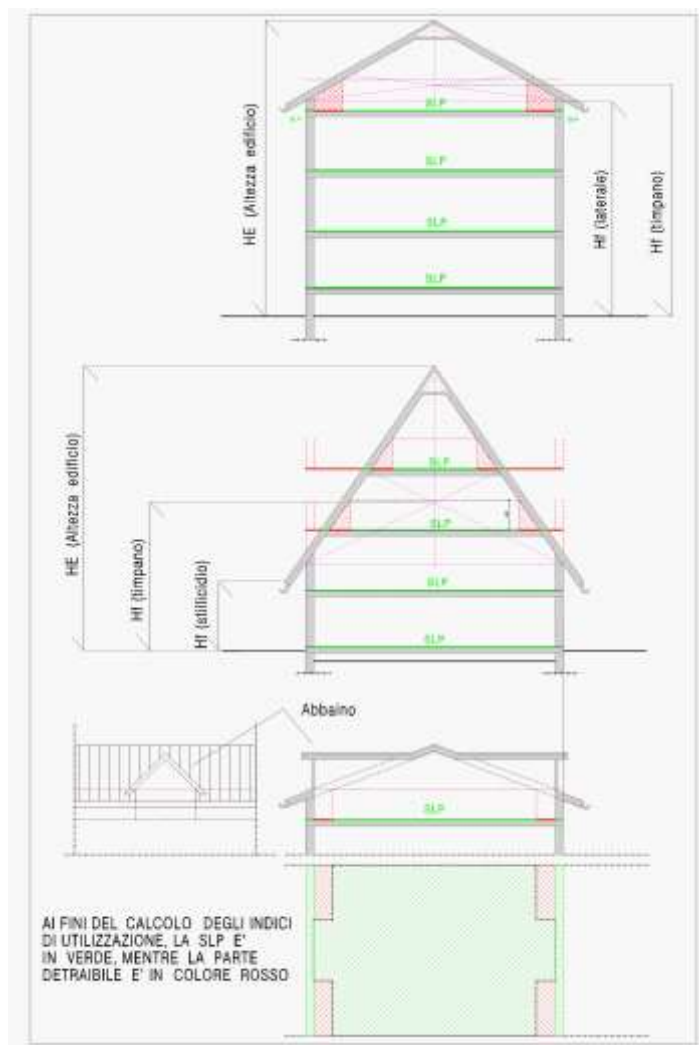 SLP
SLP
SLP
SLP
HE (Altezza edificio)
Hf (laterale)
Hf (timpano)
SLP
SLP
SLP
SLP
HE (Altezza edificio)
Hf (timpano)
Hf (stillicidio)
Abbaino
SLP
AI FINI DEL CALCOLO DEGLI INDICI
DI UTILIZZAZIONE, LA SLP E'
IN VERDE, MENTRE LA PARTE
DETRAIBILE E' IN COLORE ROSSO